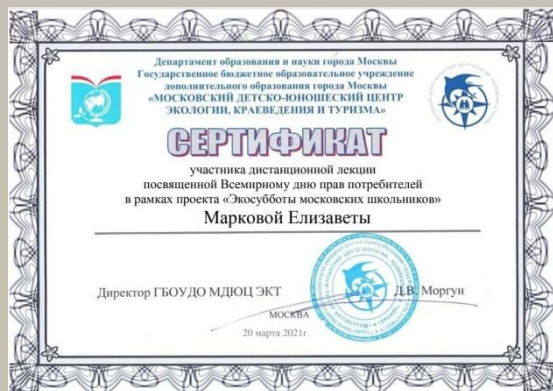 Департамент образования и науки города Москвы
Государственное бюджетное образовательное учреждение
дополнительного образования города Москвы
«МОСКОВСКИЙ ДЕТСКО-ЮНОШЕСКИЙ ЦЕНТР
ЭКОЛОГИИ, КРАЕВЕДЕНИЯ И ТУРИЗМА»
СЕРТИФИКАТ
участника дистанционной лекции
посвященной Всемирному дню прав потребителей
в рамках проекта «Экосубботы московских школьников»
Марковой Елизаветы
Директор ГБОУДО МДЮЦ ЭКТ
Д.В. Моргун
МОСКВА
20 марта 2021г.